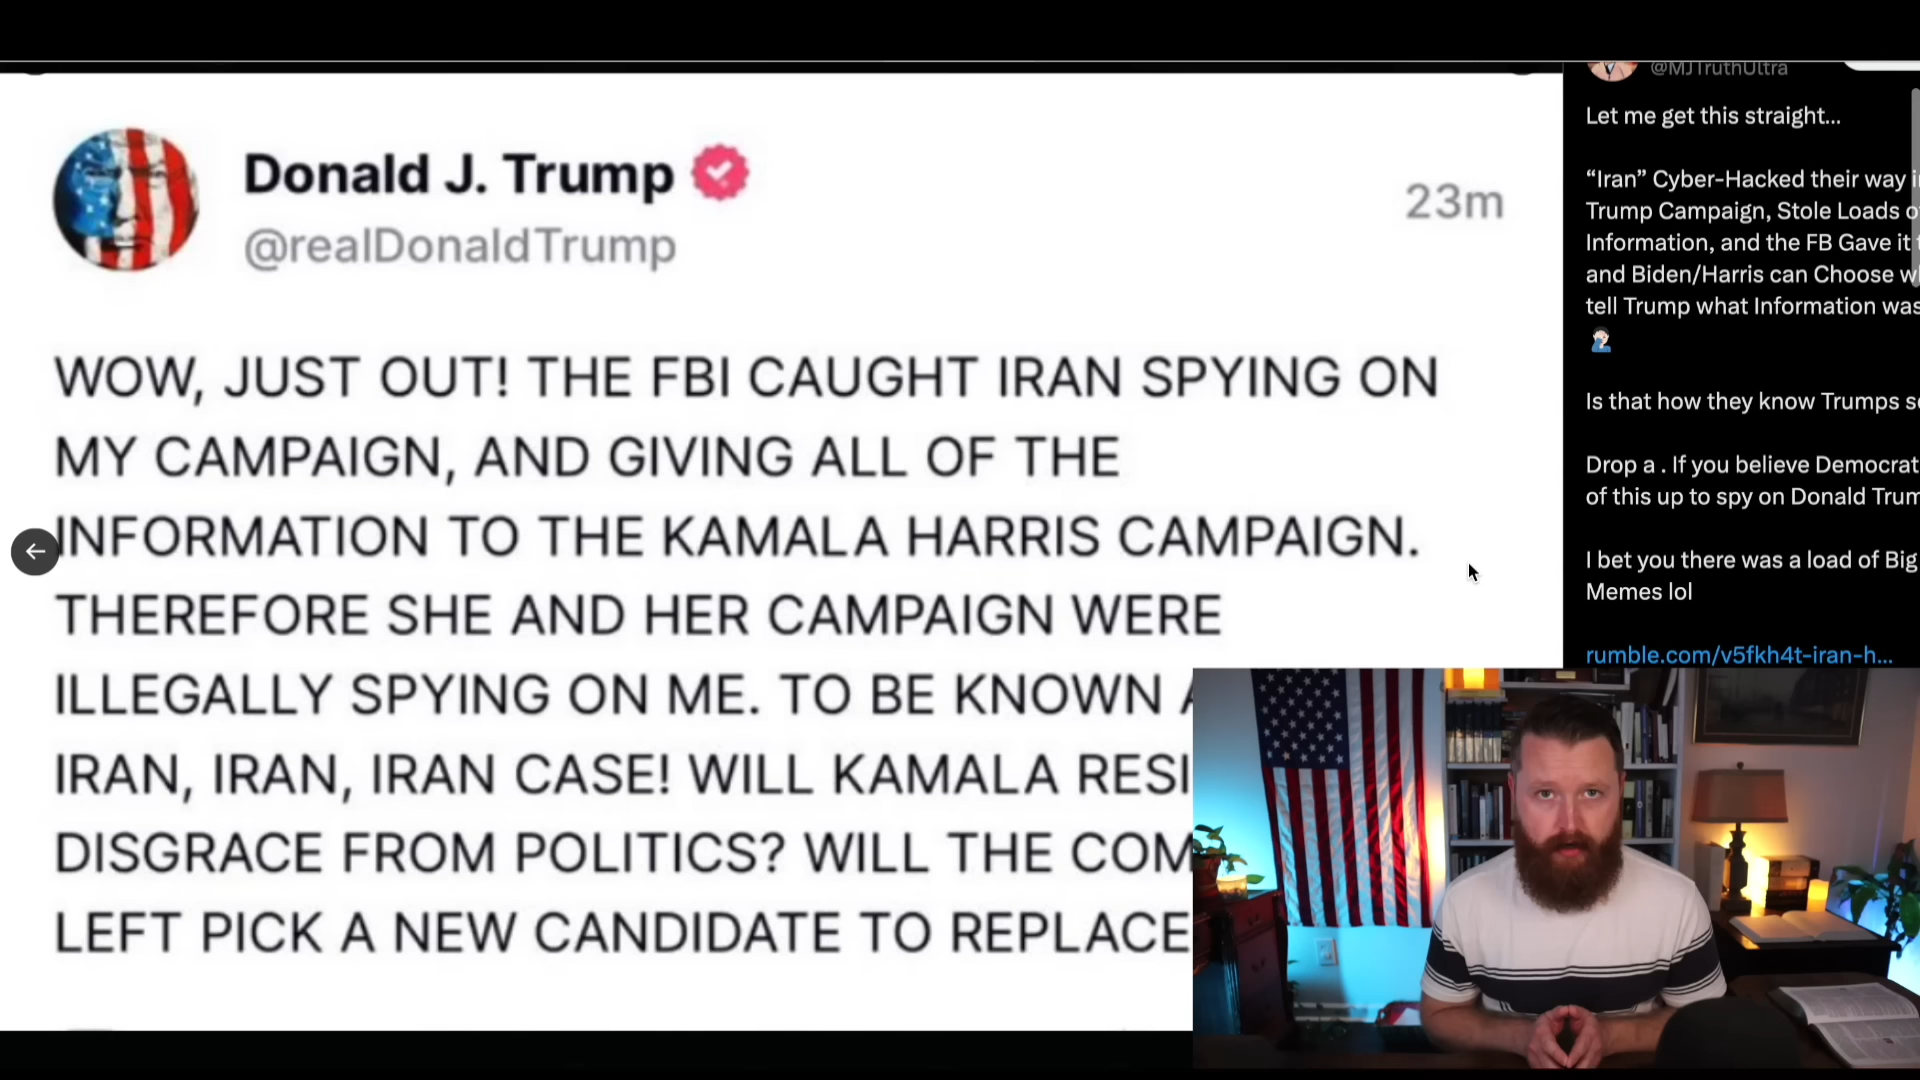 Donald J. Trump
@realDonaldTrump
23m
WOW, JUST OUT! THE FBI CAUGHT IRAN SPYING ON
MY CAMPAIGN, AND GIVING ALL OF THE
INFORMATION TO THE KAMALA HARRIS CAMPAIGN.
THEREFORE SHE AND HER CAMPAIGN WERE
ILLEGALLY SPYING ON ME. TO BE KNOWN
IRAN, IRAN, IRAN CASE! WILL KAMALA RESI
DISGRACE FROM POLITICS? WILL THE COM
LEFT PICK A NEW CANDIDATE TO REPLACE
@MJTruthUltra
Let me get this straight...
“Iran” Cyber-Hacked their way i
Trump Campaign, Stole Loads o
Information, and the FB Gave it
and Biden/Harris can Choose w
tell Trump what Information was
Is that how they know Trumps s
Drop a . If you believe Democrat
of this up to spy on Donald Trum
I bet you there was a load of Big
Memes lol
rumble.com/v5fkh4t-iran-h...